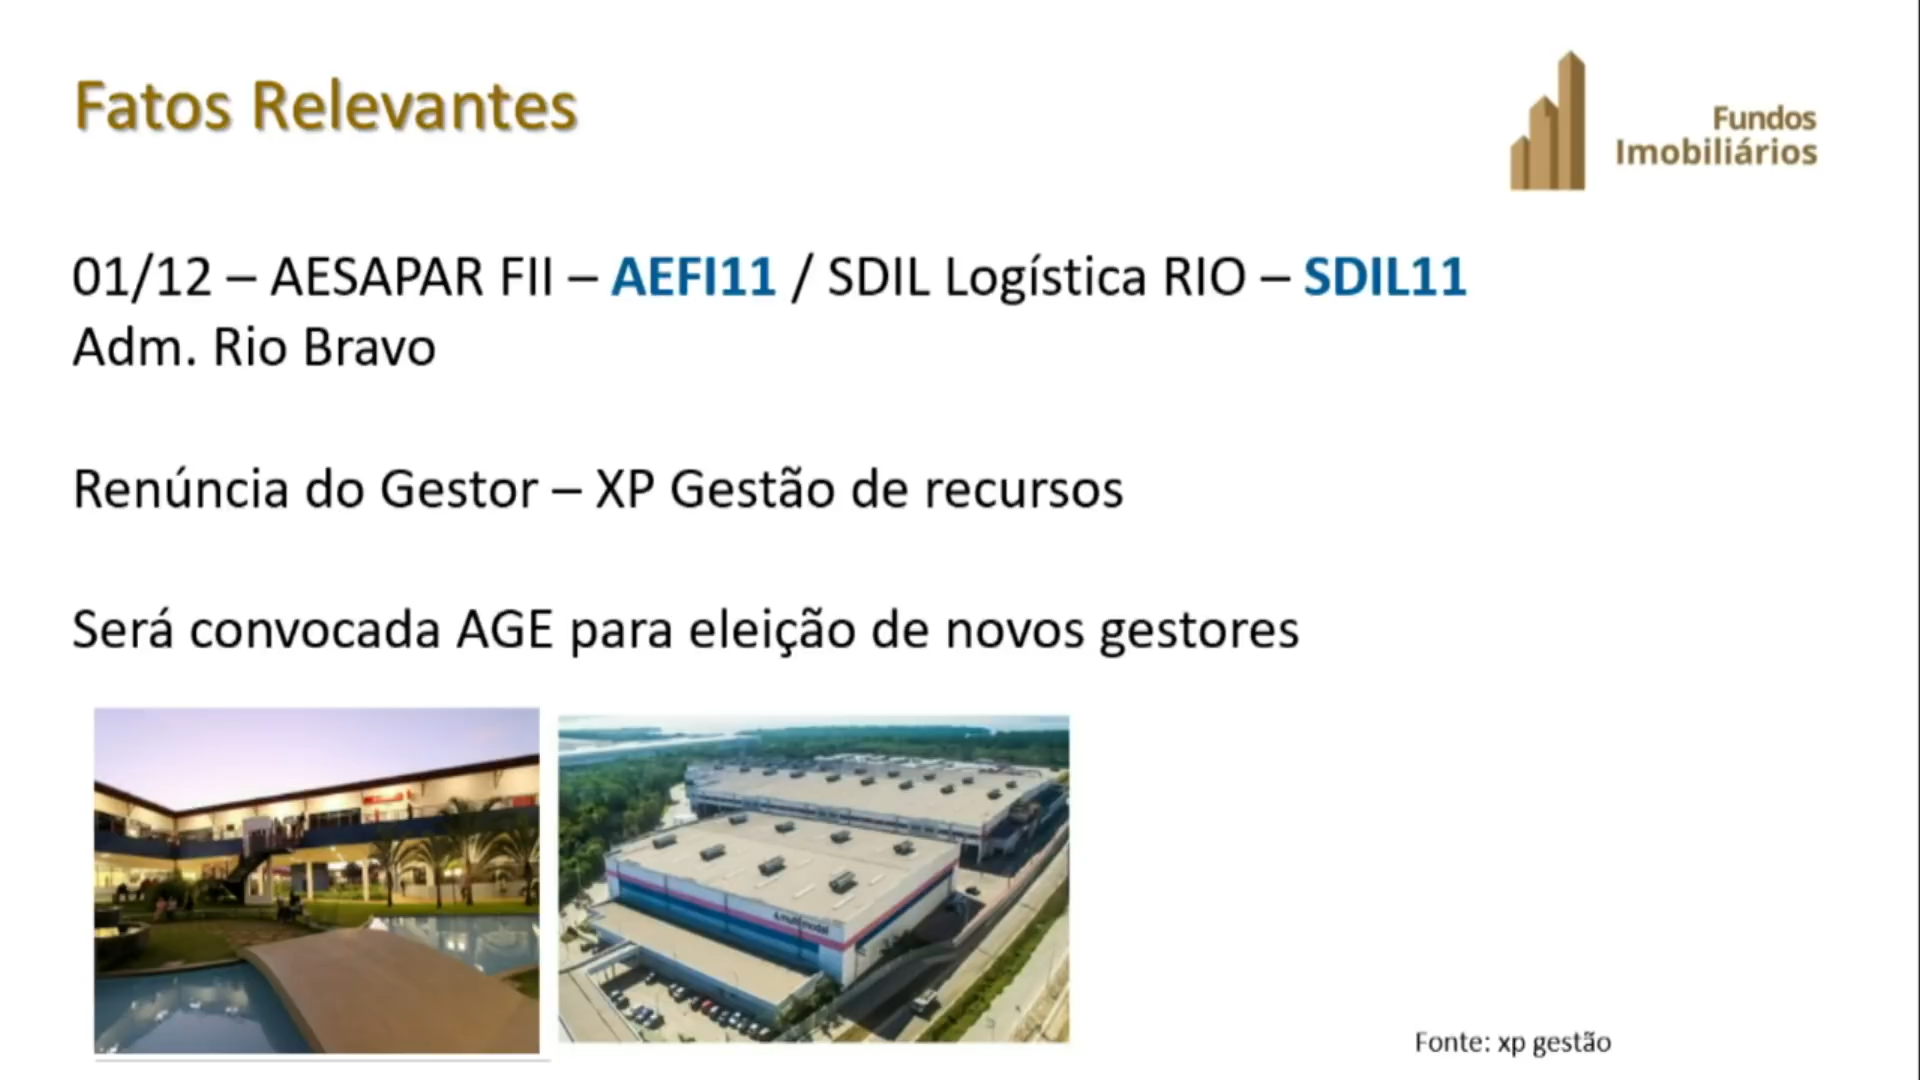 Fatos Relevantes
Fundos
Imobiliários
01/12 – AESAPAR FII – AEFI11 / SDIL Logística RIO – SDIL11
Adm. Rio Bravo
Renúncia do Gestor – XP Gestão de recursos
Será convocada AGE para eleição de novos gestores
multimodal
Fonte: xp gestão